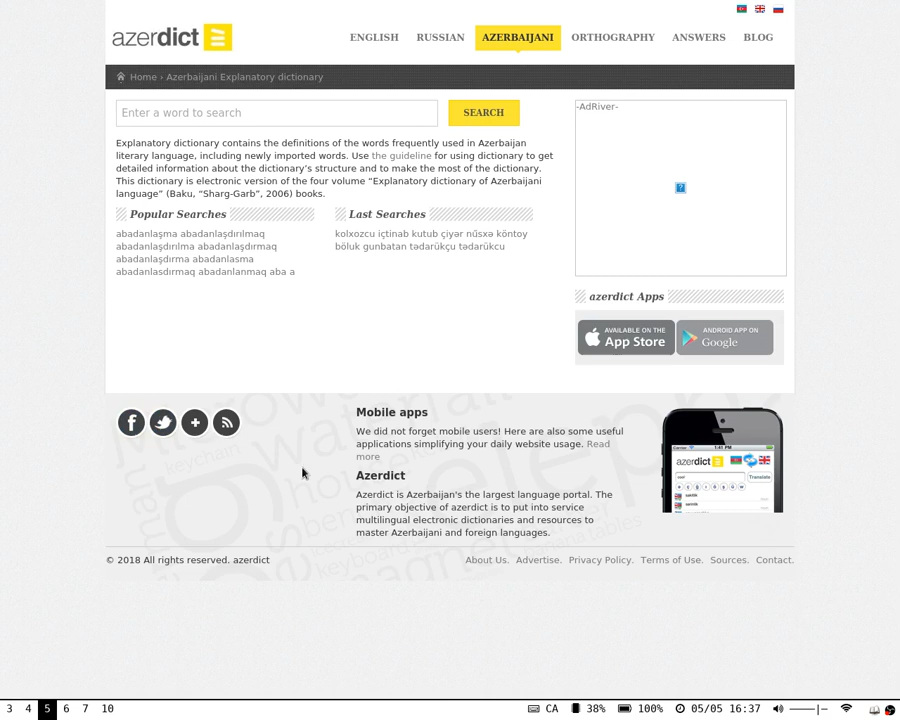 azerdict
ENGLISH RUSSIAN AZERBAIJANI ORTHOGRAPHY ANSWERS BLOG
Home › Azerbaijani Explanatory dictionary
Enter a word to search SEARCH
-AdRiver-
Explanatory dictionary contains the definitions of the words frequently used in Azerbaijan
literary language, including newly imported words. Use the guideline for using dictionary to get
detailed information about the dictionary's structure and to make the most of the dictionary.
This dictionary is electronic version of the four volume “Explanatory dictionary of Azerbaijani
language” (Baku, “Sharg-Garb”, 2006) books.
Popular Searches
abadanlaşma abadanlaşdırılmaq
abadanlaşdırılma abadanlaşdırmaq
abadanlaşdırma abadanlasma
abadanlasdırmaq abadanlanmaq aba a
Last Searches
kolxozcu içtinab kutub çiyər nüsxə köntoy
böluk gunbatan tədarükçu tədarükcu
azerdict Apps
AVAILABLE ON THE
App Store
ANDROID APP ON
Google
Mobile apps
We did not forget mobile users! Here are also some useful
applications simplifying your daily website usage. Read
more
Azerdict
Azerdict is Azerbaijan's the largest language portal. The
primary objective of azerdict is to put into service
multilingual electronic dictionaries and resources to
master Azerbaijani and foreign languages.
1:41 PM
azerdict
Translate
© 2018 All rights reserved. azerdict
About Us. Advertise. Privacy Policy. Terms of Use. Sources. Contact.
3 4 5 6 7 10 CA 38% 100% 05/05 16:37